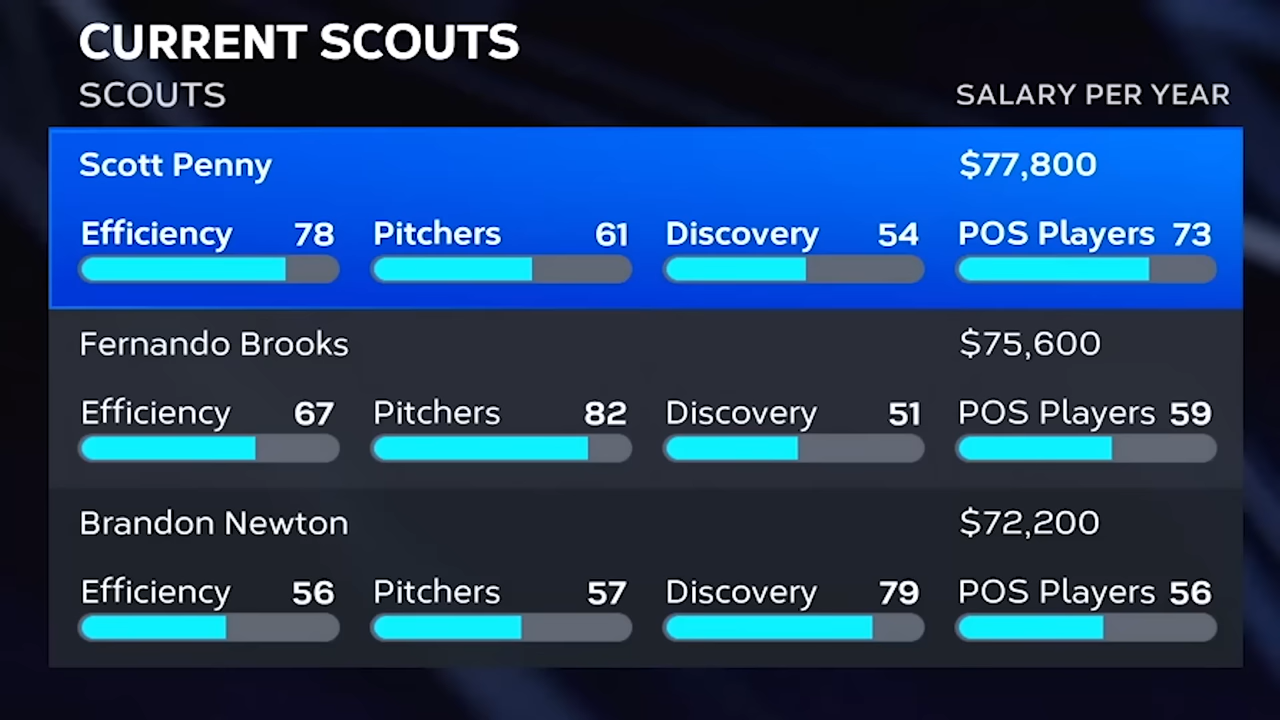 CURRENT SCOUTS
SCOUTS SALARY PER YEAR
Scott Penny $77,800
Efficiency 78 Pitchers 61 Discovery 54 POS Players 73
Fernando Brooks $75,600
Efficiency 67 Pitchers 82 Discovery 51 POS Players 59
Brandon Newton $72,200
Efficiency 56 Pitchers 57 Discovery 79 POS Players 56